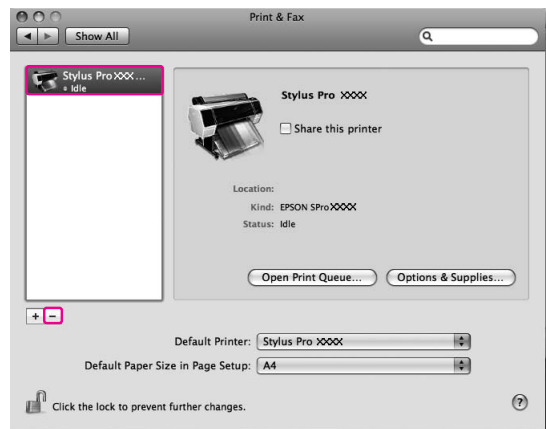 Print & Fax
Show All
Stylus Pro XXX ...
Idle
Stylus Pro XXXX
Share this printer
Location:
Kind: EPSON SPro XXXX
Status: Idle
Open Print Queue...
Options & Supplies...
+ −
Default Printer: Stylus Pro XXXX
Default Paper Size in Page Setup: A4
Click the lock to prevent further changes.
?